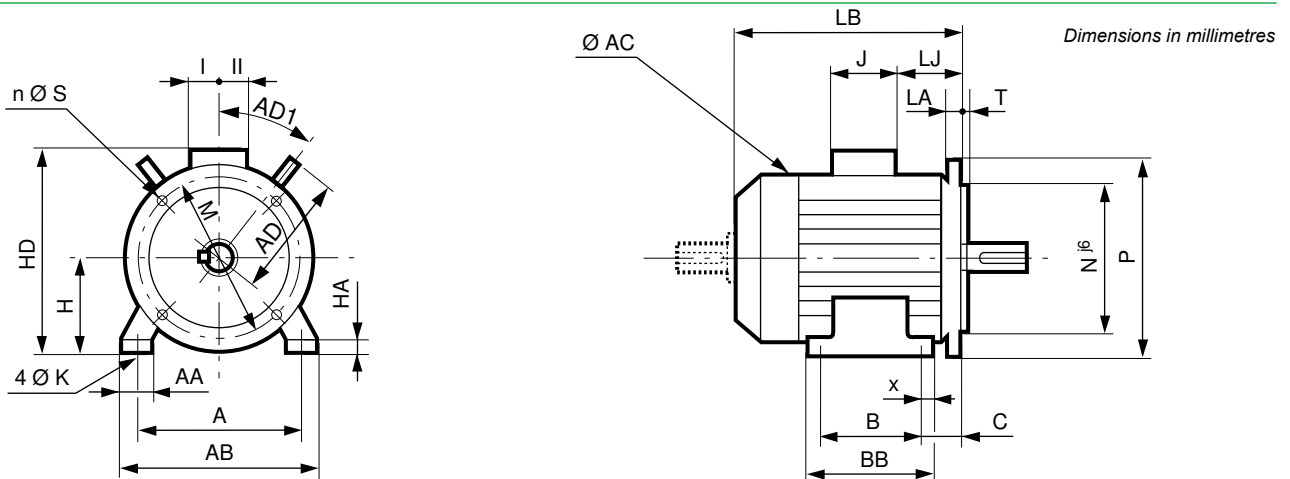 Dimensions in millimetres
I II
n Ø S
AD1
HD
H
M
AD
HA
4 Ø K
AA
A
AB
LB
Ø AC
J LJ
LA T
N j6
P
x
B C
BB